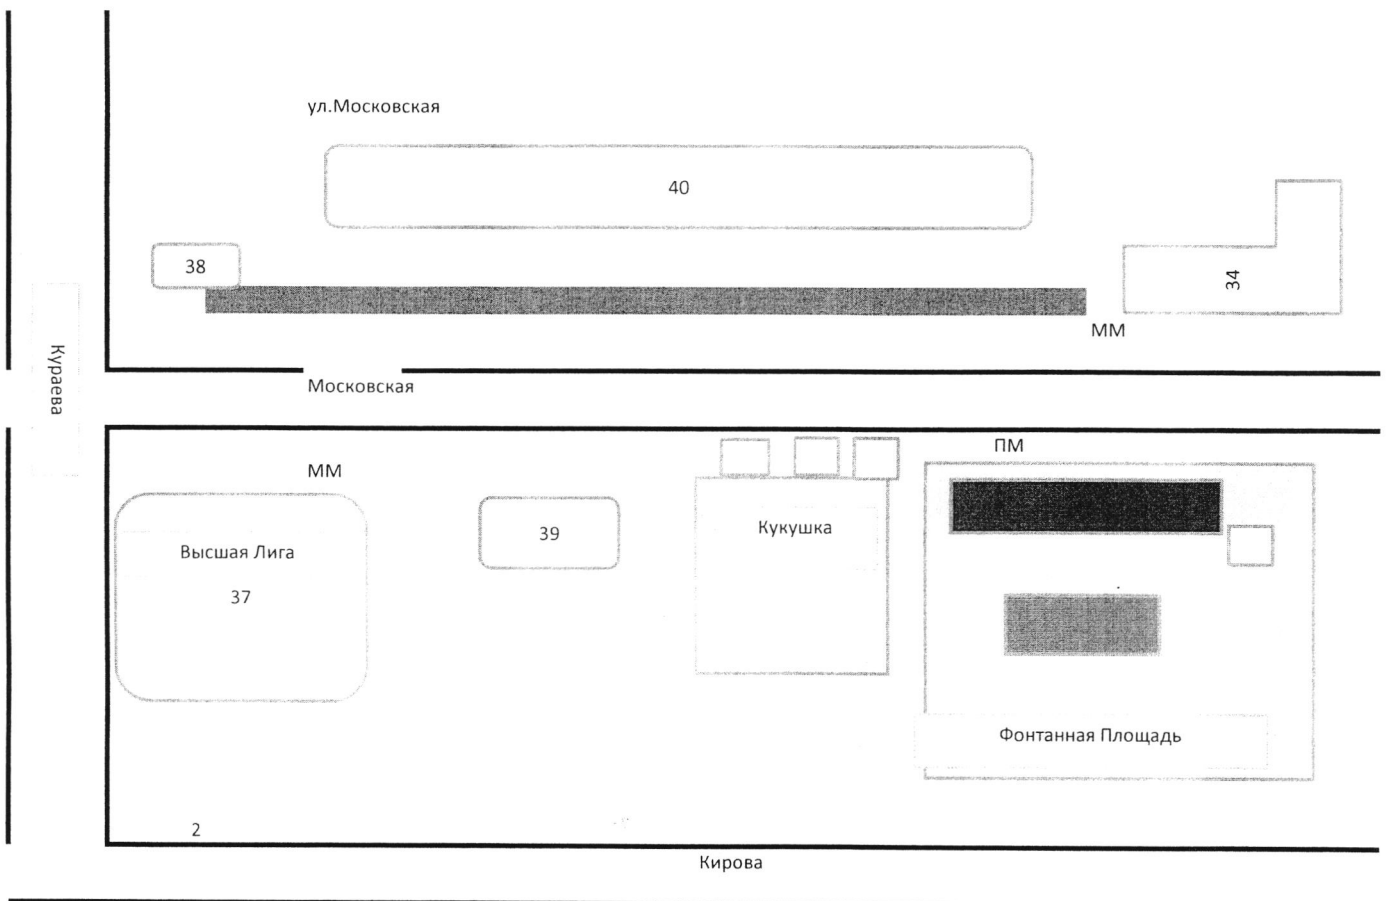 ул.Московская
40
38
34
ММ
Кураева
Московская
ПМ
ММ
Кукушка
39
Высшая Лига
37
Фонтанная Площадь
2
Кирова